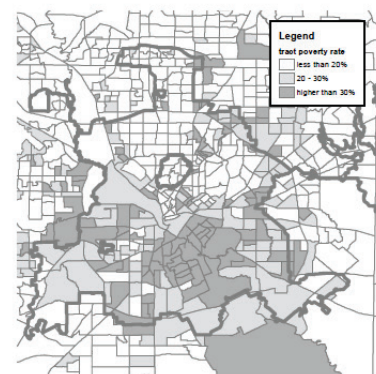 Legend
tract poverty rate
less than 20%
20 - 30%
higher than 30%